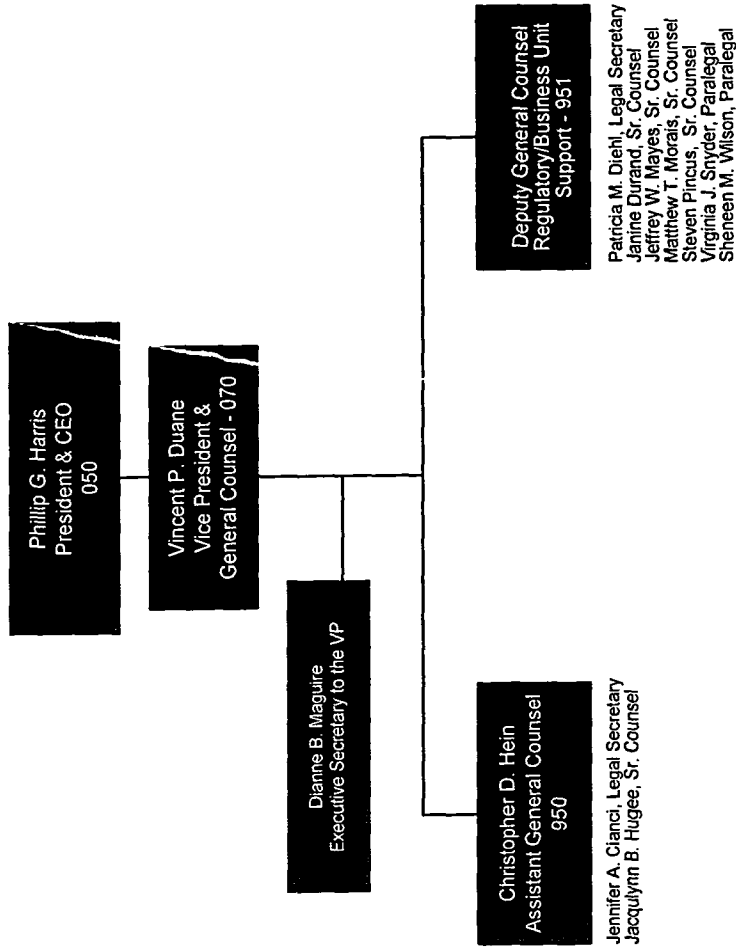 Phillip G. Harris
President & CEO
050
Vincent P. Duane
Vice President &
General Counsel - 070
Dianne B. Maguire
Executive Secretary to the VP
Christopher D. Hein
Assistant General Counsel
950
Jennifer A. Cianci, Legal Secretary
Jacqulynn B. Hugee, Sr. Counsel
Deputy General Counsel
Regulatory/Business Unit
Support - 951
Patricia M. Diehl, Legal Secretary
Janine Durand, Sr. Counsel
Jeffrey W. Mayes, Sr. Counsel
Matthew T. Morais, Sr. Counsel
Steven Pincus, Sr. Counsel
Virginia J. Snyder, Paralegal
Sheneen M. Wilson, Paralegal